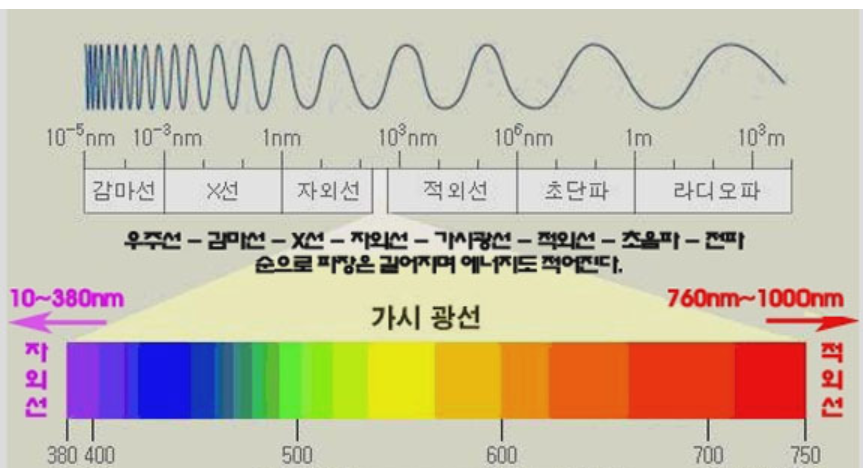 10⁻⁵nm 10⁻³nm 1nm 10³nm 10⁶nm 1m 10³m
감마선 X선 자외선 적외선 초단파 라디오파
우주선 – 감마선 – X선 – 자외선 – 가시광선 – 적외선 – 초음파 – 전파
순으로 파장은 길어지며 에너지도 적어진다.
10~380nm 760nm~1000nm
가시 광선
자외선 적외선
380 400 500 600 700 750